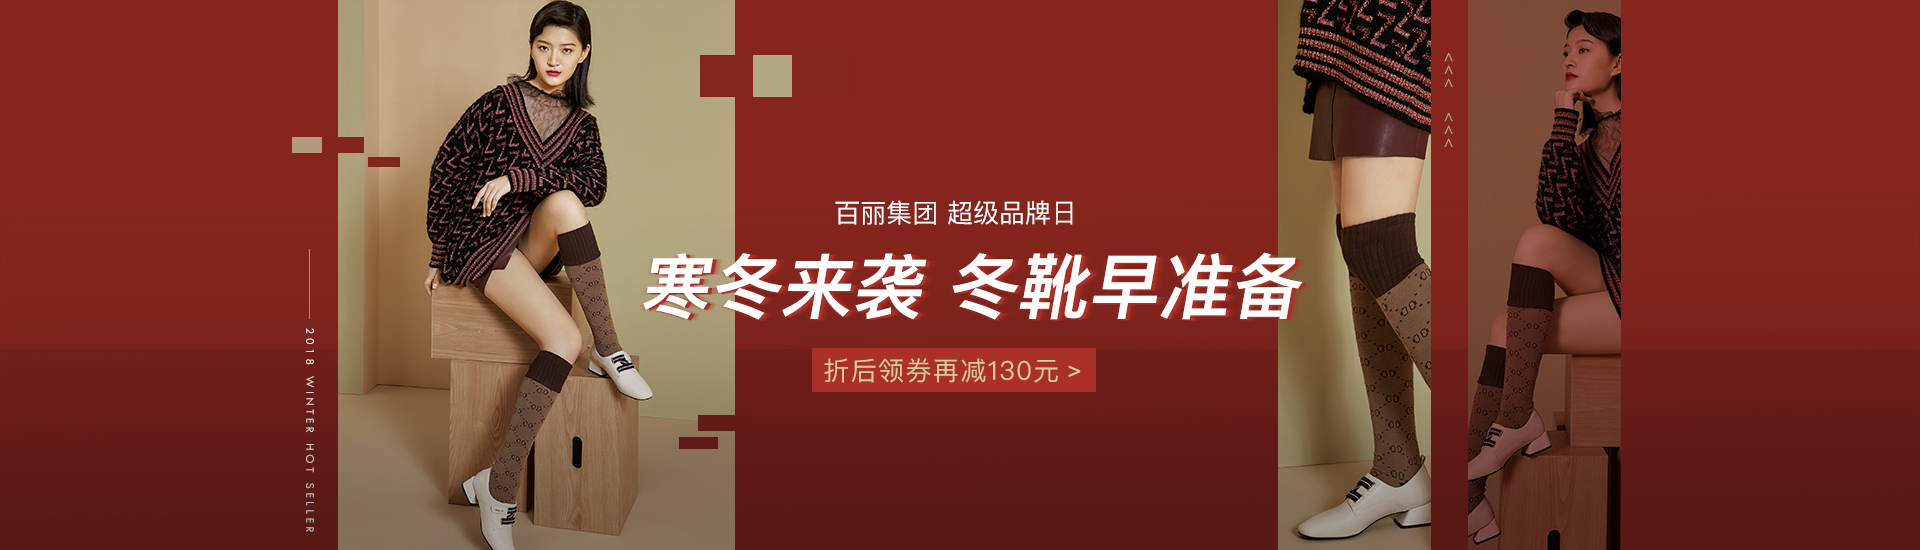 百丽集团 超级品牌日
寒冬来袭 冬靴早准备
折后领券再减130元 >
2018 WINTER HOT SELLER
<<< <<<